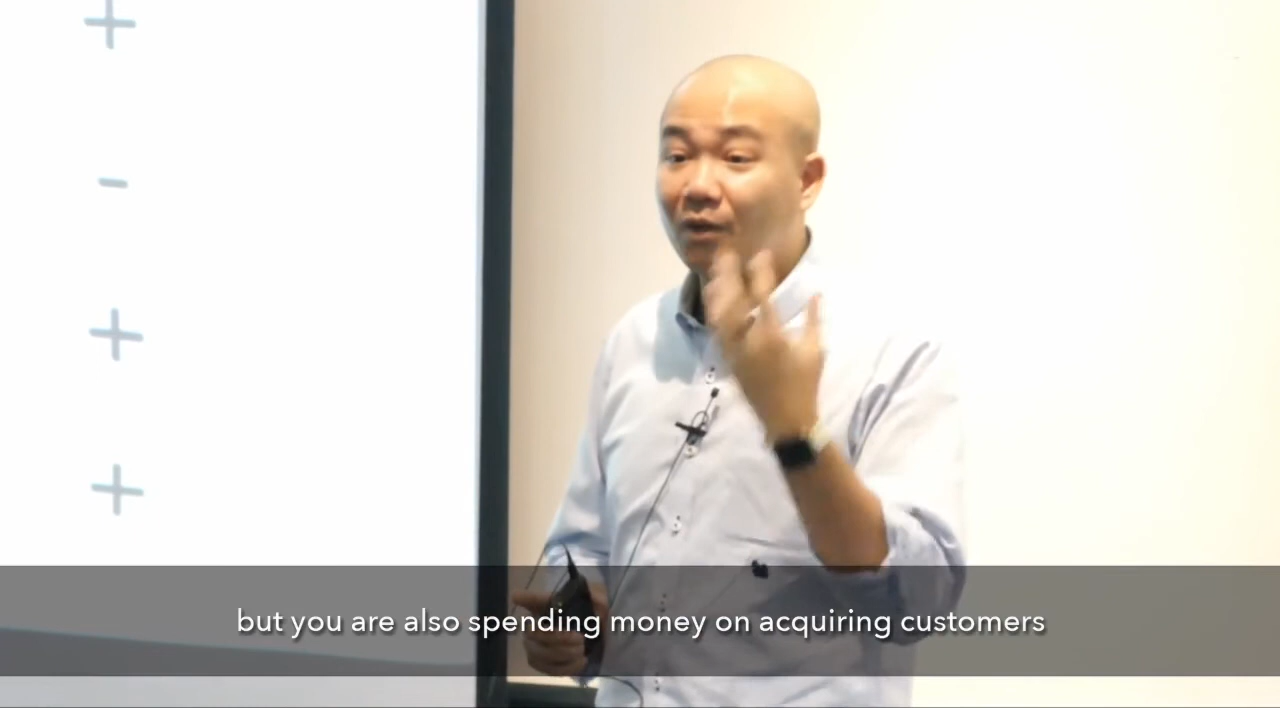 +
-
+
+
but you are also spending money on acquiring customers